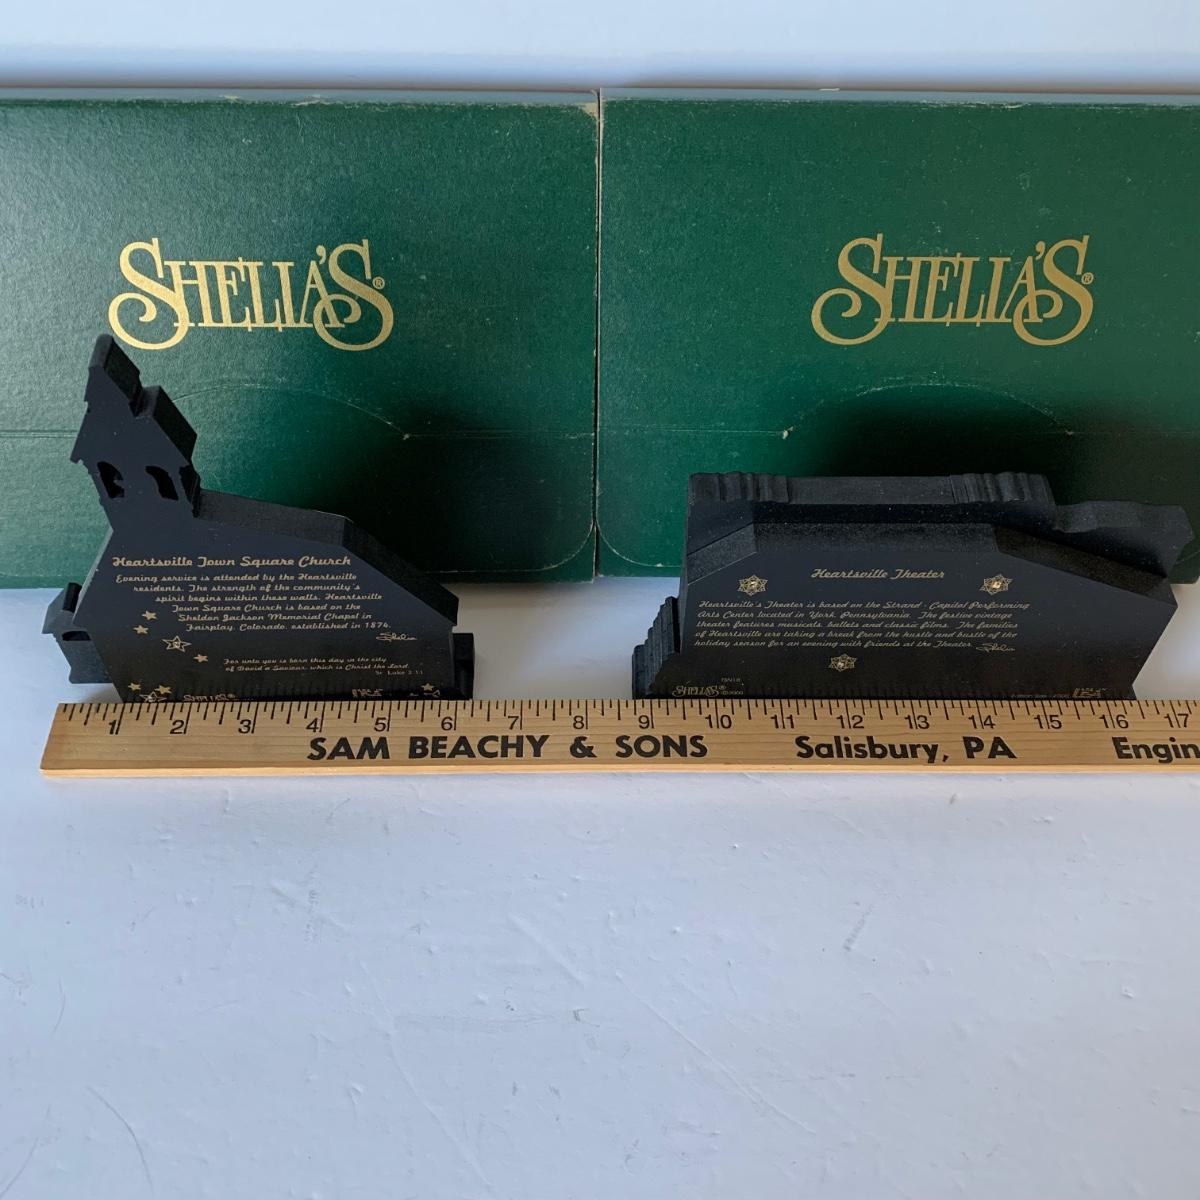 SHELIA'S®
SHELIA'S®
Heartsville Town Square Church
Evening service is attended by the Heartsville
residents. The strength of the community's
spirit begins within these walls. Heartsville
Town Square Church is based on the
Sheldon Jackson Memorial Chapel in
Fairplay, Colorado, established in 1874.
Shelia
For unto you is born this day in the city
of David a Saviour, which is Christ the Lord.
St. Luke 2:11
SHELIA'S®
Heartsville Theater
Heartsville's Theater is based on the Strand - Capitol Performing
Arts Center located in York, Pennsylvania. The festive vintage
theater features musicals, ballets and classic films. The families
of Heartsville are taking a break from the hustle and bustle of the
holiday season for an evening with friends at the Theater.
Shelia
SHELIA'S®
1 2 3 4 5 6 7 8 9 10 11 12 13 14 15 16 17
SAM BEACHY & SONS Salisbury, PA Engin